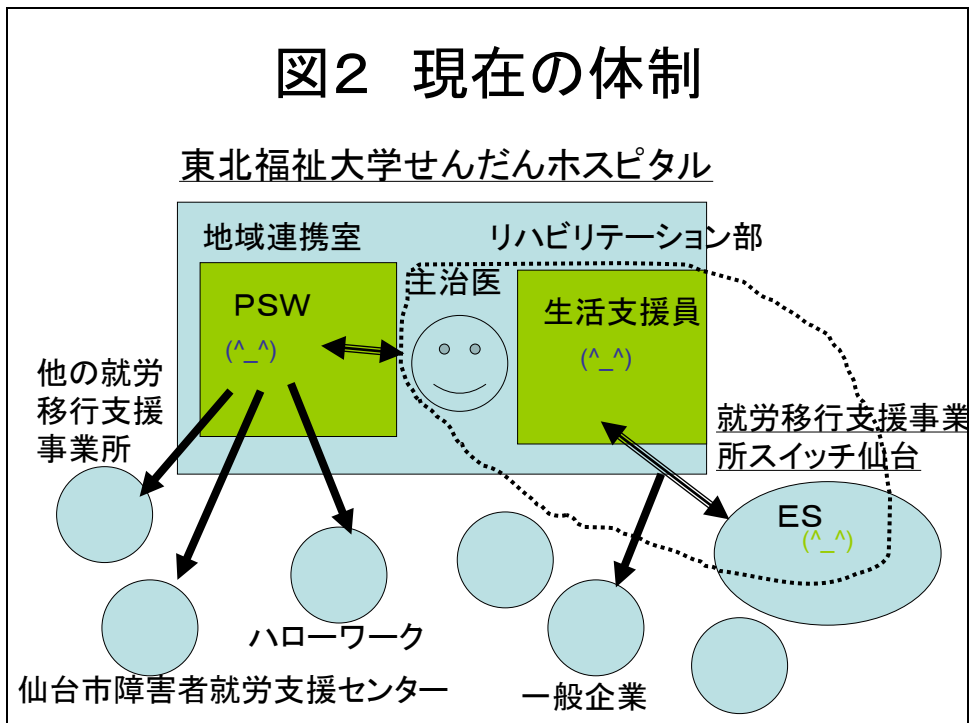 図2 現在の体制
東北福祉大学せんだんホスピタル
地域連携室
リハビリテーション部
主治医
PSW
(^_^)
生活支援員
(^_^)
他の就労
移行支援
事業所
就労移行支援事業
所スイッチ仙台
ES
(^_^)
ハローワーク
仙台市障害者就労支援センター
一般企業